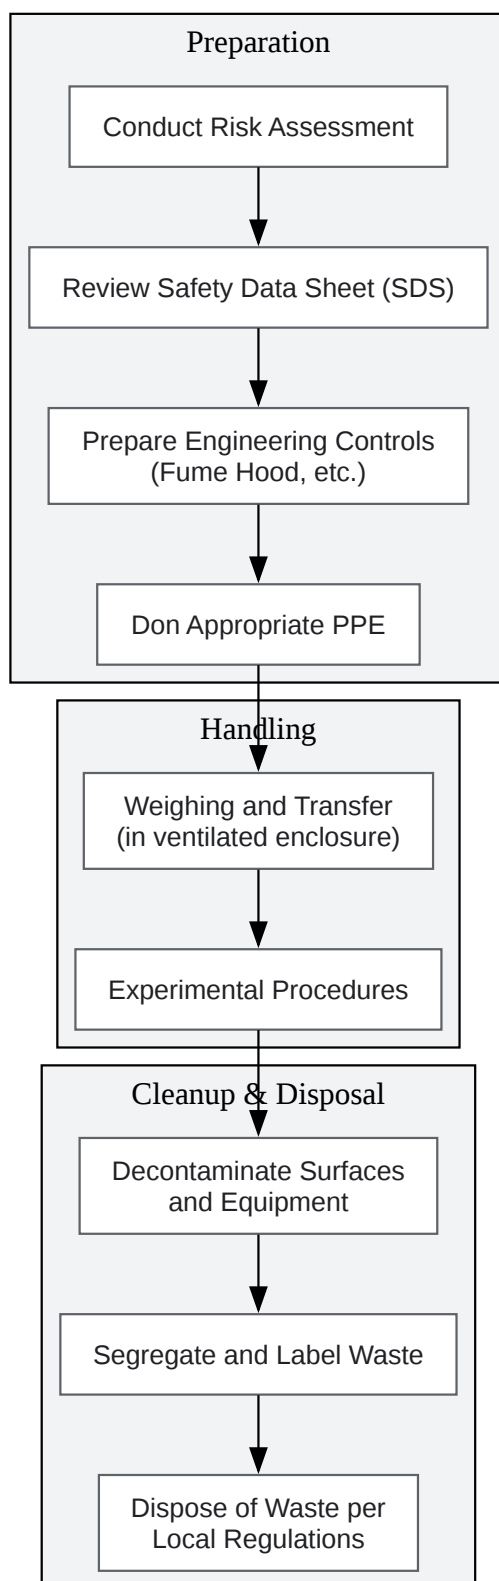 Preparation
Conduct Risk Assessment
Review Safety Data Sheet (SDS)
Prepare Engineering Controls
(Fume Hood, etc.)
Don Appropriate PPE
Handling
Weighing and Transfer
(in ventilated enclosure)
Experimental Procedures
Cleanup & Disposal
Decontaminate Surfaces
and Equipment
Segregate and Label Waste
Dispose of Waste per
Local Regulations